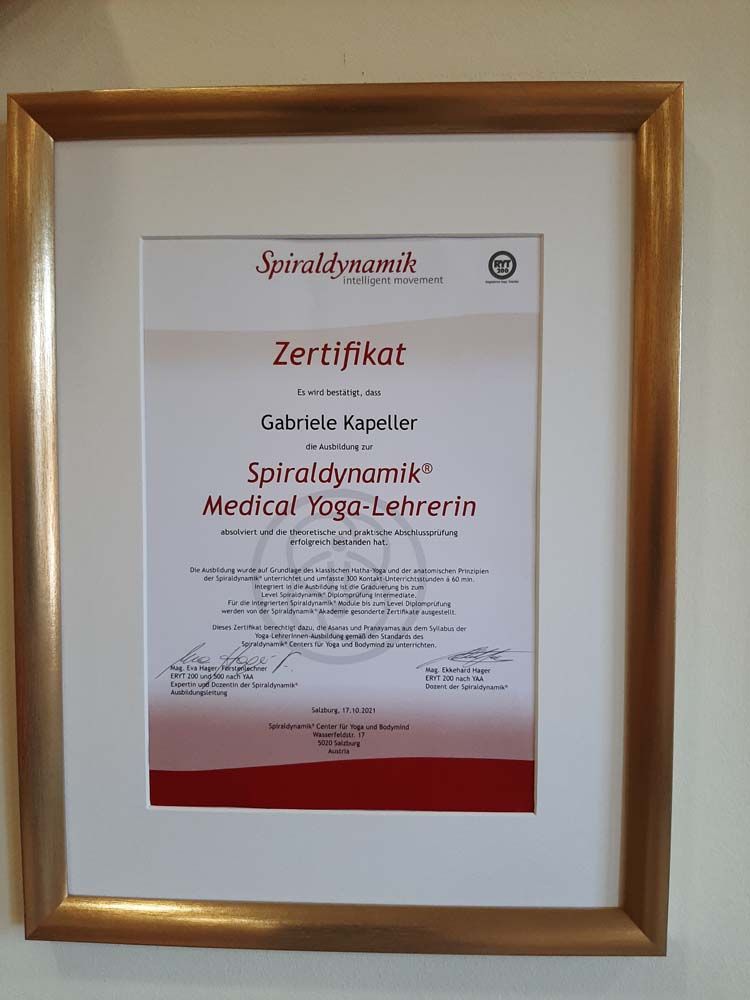 Spiraldynamik
intelligent movement
RYT
200
Zertifikat
Es wird bestätigt, dass
Gabriele Kapeller
die Ausbildung zur
Spiraldynamik®
Medical Yoga-Lehrerin
absolviert und die theoretische und praktische Abschlussprüfung
erfolgreich bestanden hat.
Die Ausbildung wurde auf Grundlage des klassischen Hatha-Yoga und der anatomischen Prinzipien
der Spiraldynamik® unterrichtet und umfasste 300 Kontakt-Unterrichtsstunden á 60 min.
Integriert in die Ausbildung ist die Graduierung bis zum
Level Spiraldynamik® Diplomprüfung Intermediate.
Für die integrierten Spiraldynamik® Module bis zum Level Diplomprüfung
werden von der Spiraldynamik® Akademie gesonderte Zertifikate ausgestellt.
Dieses Zertifikat berechtigt dazu, die Asanas und Pranayamas aus dem Syllabus der
Yoga-LehrerInnen-Ausbildung gemäß den Standards des
Spiraldynamik® Centers für Yoga und Bodymind zu unterrichten.
Mag. Eva Hager-Forstenlechner
ERYT 200 und 500 nach YAA
Expertin und Dozentin der Spiraldynamik®
Ausbildungsleitung
Mag. Ekkehard Hager
ERYT 200 nach YAA
Dozent der Spiraldynamik®
Salzburg, 17.10.2021
Spiraldynamik® Center für Yoga und Bodymind
Wasserfeldstr. 17
5020 Salzburg
Austria